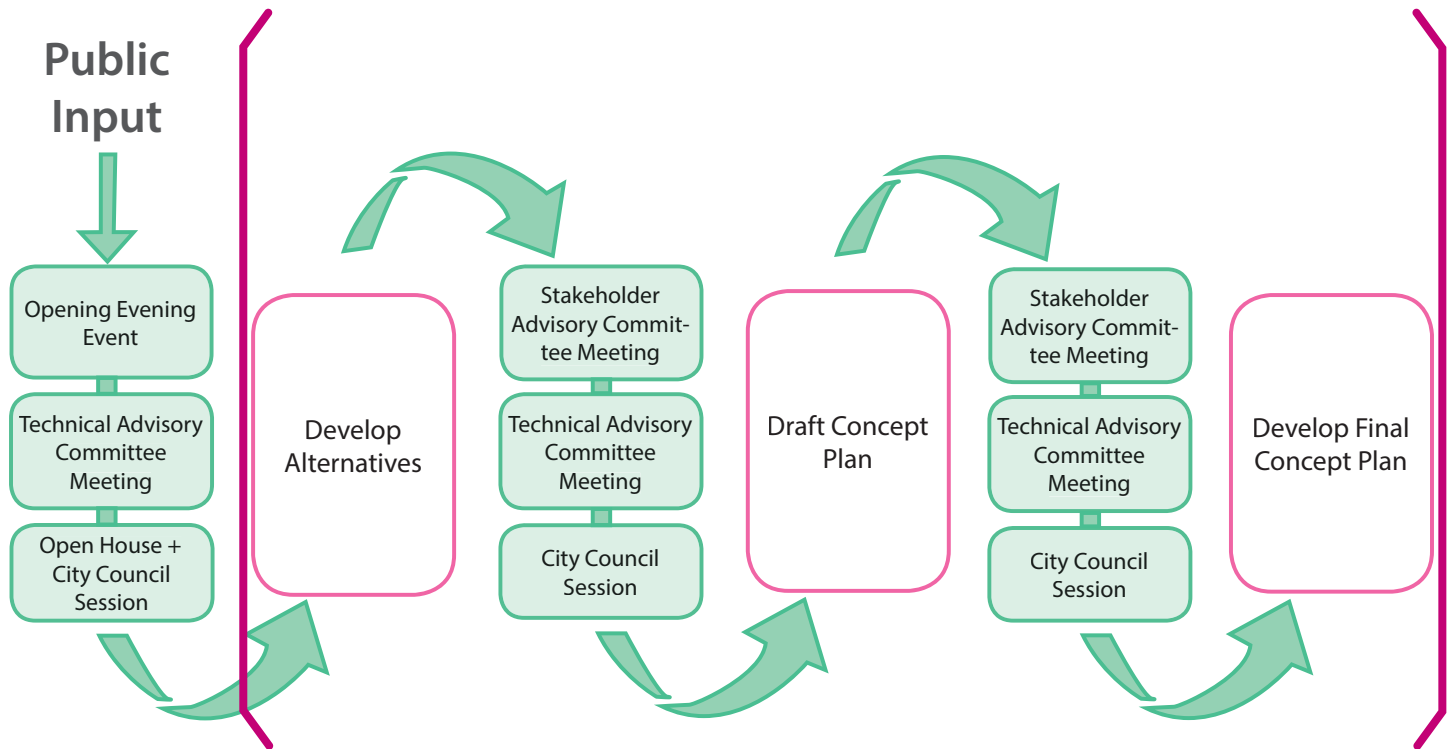 Public
Input
Opening Evening
Event
Technical Advisory
Committee
Meeting
Open House +
City Council
Session
Develop
Alternatives
Stakeholder
Advisory Commit-
tee Meeting
Technical Advisory
Committee
Meeting
City Council
Session
Draft Concept
Plan
Stakeholder
Advisory Commit-
tee Meeting
Technical Advisory
Committee
Meeting
City Council
Session
Develop Final
Concept Plan